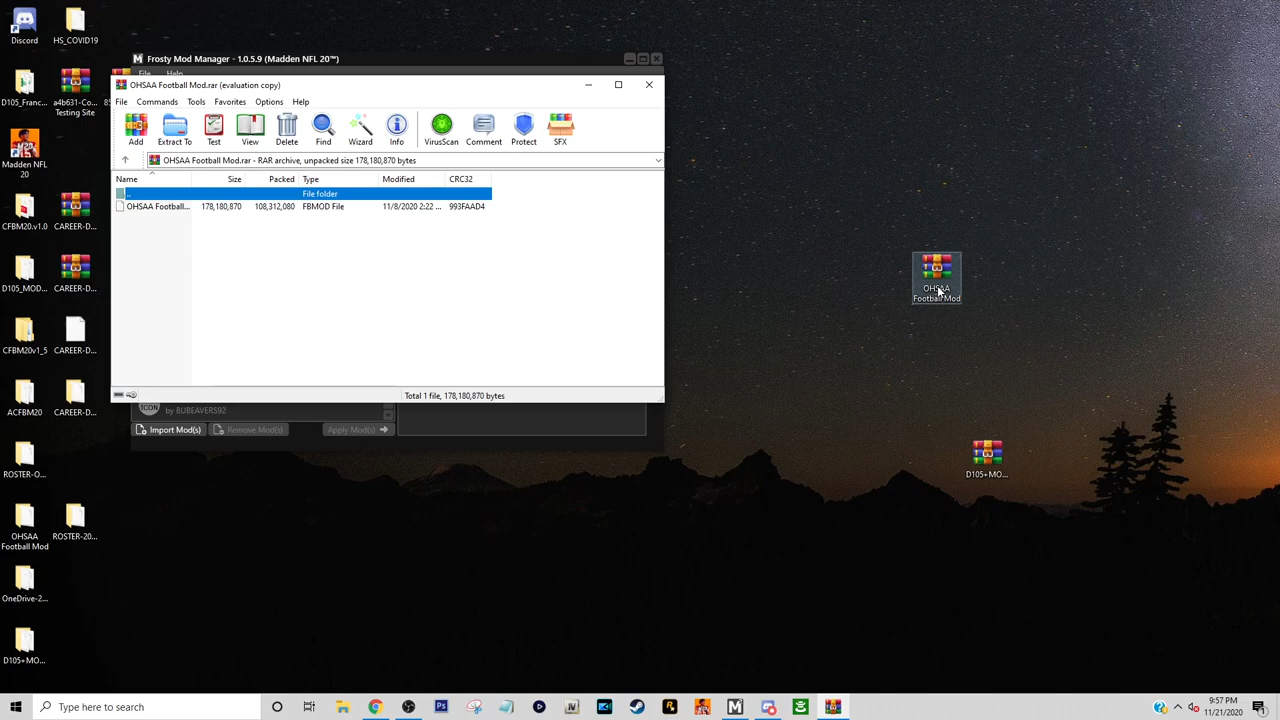 Discord
HS_COVID19
D105_Franc...
a4b631-Co...
Testing Site
Madden NFL
20
CFBM20.v1.0
CAREER-D...
D105_MOD...
CAREER-D...
CFBM20v1_5
CAREER-D...
ACFBM20
CAREER-D...
ROSTER-O...
OHSAA
Football Mod
ROSTER-20...
OneDrive-2...
D105+MO...
Frosty Mod Manager - 1.0.5.9 (Madden NFL 20™)
File Help
OHSAA Football Mod.rar (evaluation copy)
File Commands Tools Favorites Options Help
Add Extract To Test View Delete Find Wizard Info VirusScan Comment Protect SFX
OHSAA Football Mod.rar - RAR archive, unpacked size 178,180,870 bytes
Name Size Packed Type Modified CRC32
.. File folder
OHSAA Football... 178,180,870 108,312,080 FBMOD File 11/8/2020 2:22 ... 993FAAD4
Total 1 file, 178,180,870 bytes
ICON
by BUBEAVERS92
Import Mod(s) Remove Mod(s) Apply Mod(s)
OHSAA
Football Mod
D105+MO...
Type here to search
9:57 PM
11/21/2020